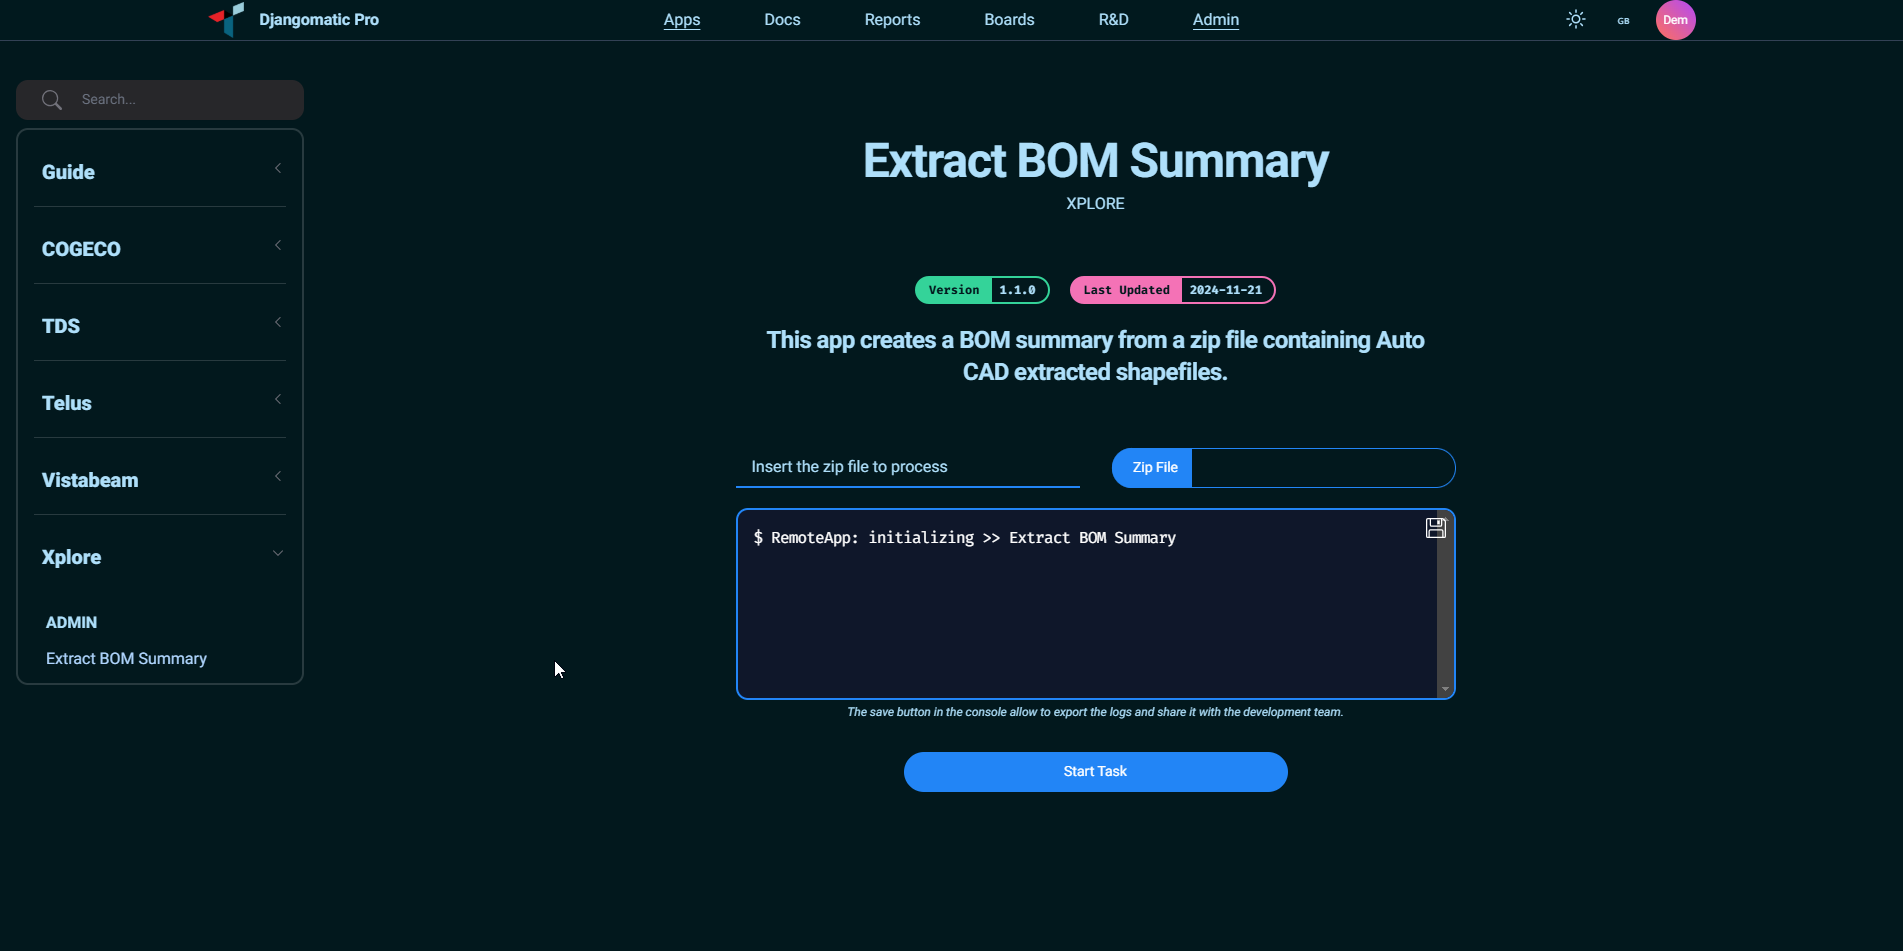 Djangomatic Pro
Apps
Docs
Reports
Boards
R&D
Admin
GB
Dem
Search...
Guide
COGECO
TDS
Telus
Vistabeam
Xplore
ADMIN
Extract BOM Summary
Extract BOM Summary
XPLORE
Version 1.1.0
Last Updated 2024-11-21
This app creates a BOM summary from a zip file containing Auto
CAD extracted shapefiles.
Insert the zip file to process
Zip File
$ RemoteApp: initializing >> Extract BOM Summary
The save button in the console allow to export the logs and share it with the development team.
Start Task